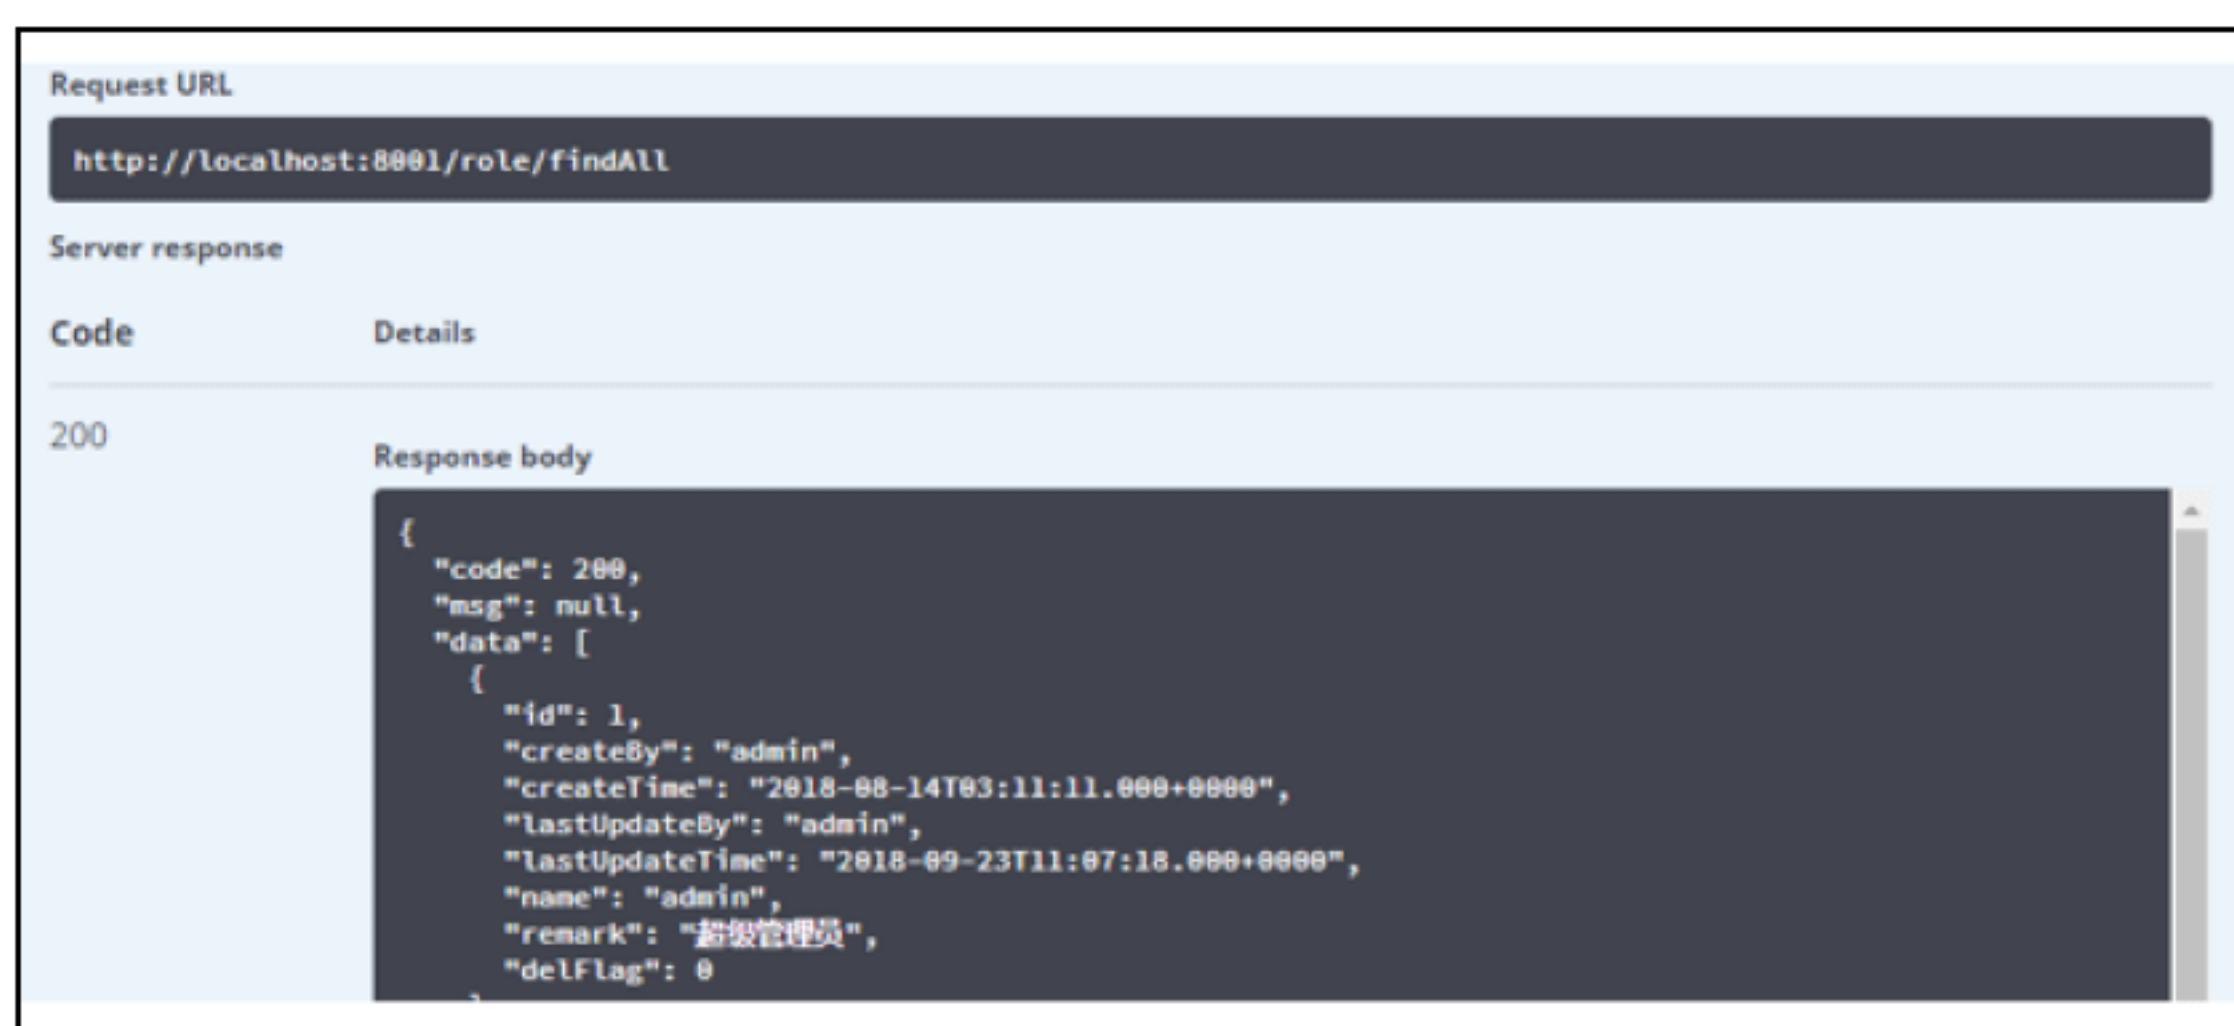 Request URL
http://localhost:8001/role/findAll
Server response
Code Details
200
Response body
{
"code": 200,
"msg": null,
"data": [
{
"id": 1,
"createBy": "admin",
"createTime": "2018-08-14T03:11:11.000+0000",
"lastUpdateBy": "admin",
"lastUpdateTime": "2018-09-23T11:07:18.000+0000",
"name": "admin",
"remark": "超级管理员",
"delFlag": 0
}